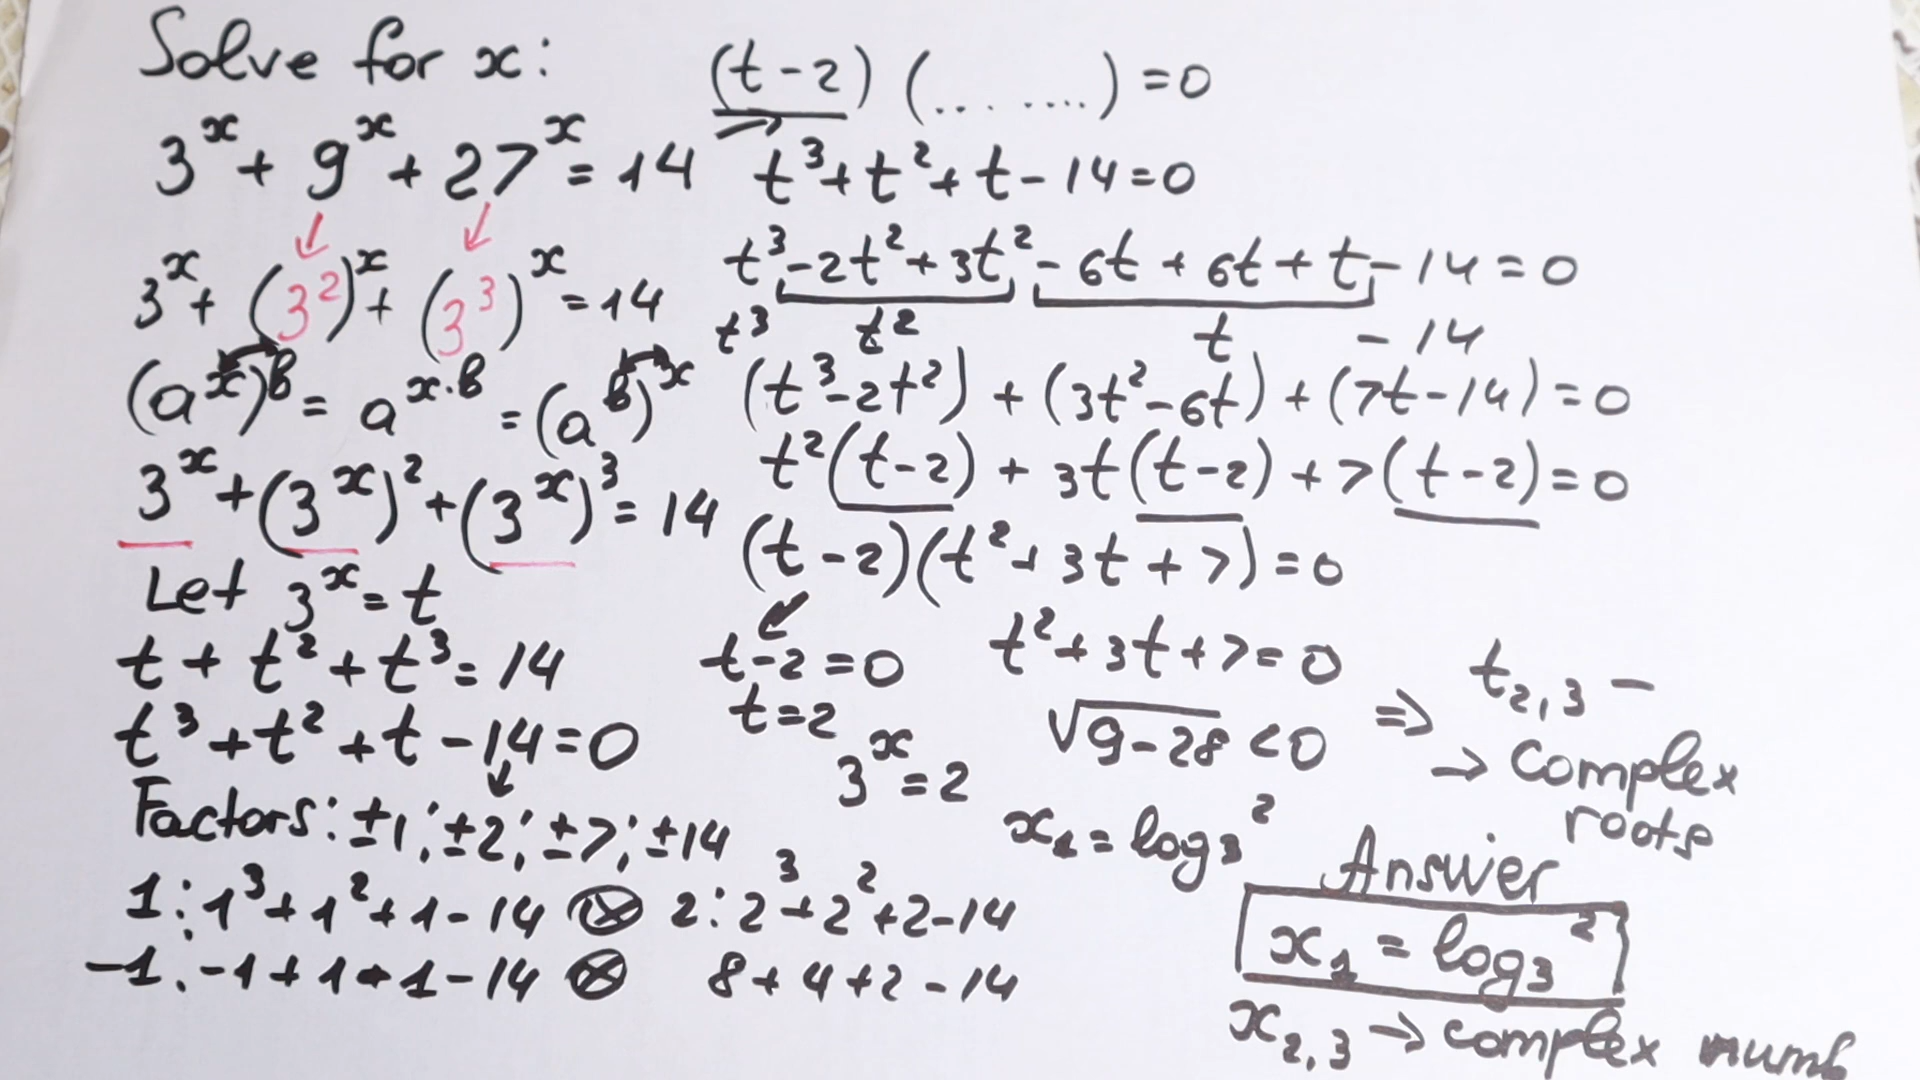 Solve for x:
3^x + 9^x + 27^x = 14
3^x + (3^2)^x + (3^3)^x = 14
(a^x)^b = a^{x·b} = (a^b)^x
3^x + (3^x)^2 + (3^x)^3 = 14
Let 3^x = t
t + t^2 + t^3 = 14
t^3 + t^2 + t - 14 = 0
Factors: ±1; ±2; ±7; ±14
1: 1^3 + 1^2 + 1 - 14 ⊗
-1: -1 + 1 + 1 - 14 ⊗
2: 2^3 + 2^2 + 2 - 14
8 + 4 + 2 - 14
(t - 2) (........) = 0
t^3 + t^2 + t - 14 = 0
t^3 - 2t^2 + 3t^2 - 6t + 6t + t - 14 = 0
t^3 t^2 t - 14
(t^3 - 2t^2) + (3t^2 - 6t) + (7t - 14) = 0
t^2(t - 2) + 3t(t - 2) + 7(t - 2) = 0
(t - 2)(t^2 + 3t + 7) = 0
t - 2 = 0
t = 2
3^x = 2
t^2 + 3t + 7 = 0
√9 - 28 < 0 ⇒
t_{2,3} -
→ complex
roots
x_1 = log_3 2
Answer
x_1 = log_3 2
x_{2,3} → complex numb